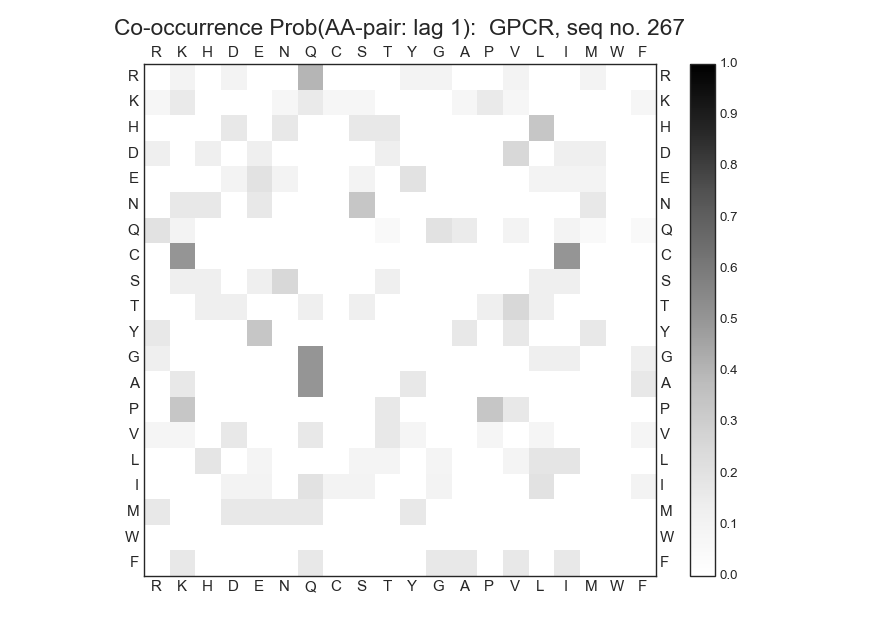 Co-occurrence Prob(AA-pair: lag 1):  GPCR, seq no. 267
R K H D E N Q C S T Y G A P V L I M W F
R R 1.0
K K 0.9
H H
D D 0.8
E E
N N 0.7
Q Q
C C 0.6
S S
T T 0.5
Y Y
G G
A A 0.4
P P
V V 0.3
L L
I I 0.2
M M 0.1
W W
F F 0.0
R K H D E N Q C S T Y G A P V L I M W F